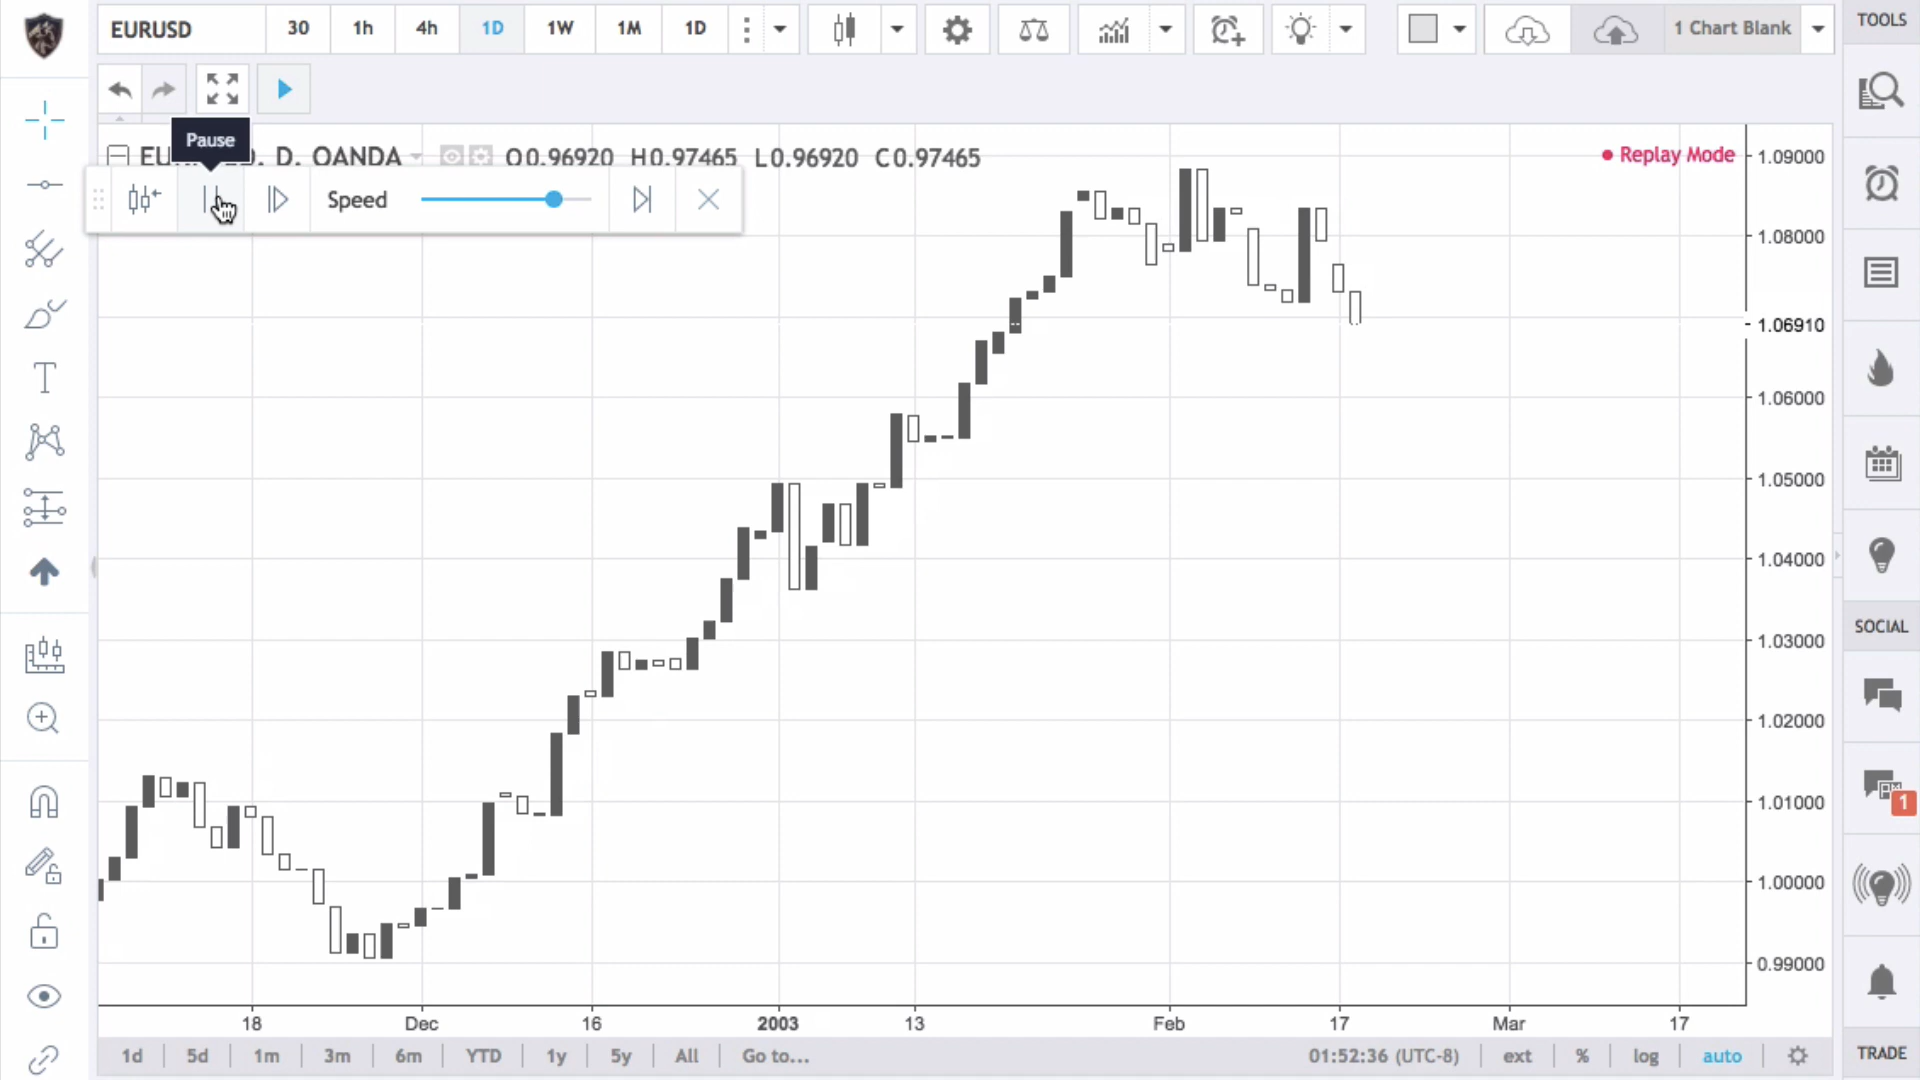 EURUSD 30 1h 4h 1D 1W 1M 1D 1 Chart Blank TOOLS
Pause
D, OANDA O0.96920 H0.97465 L0.96920 C0.97465 Replay Mode
Speed
1.09000
1.08000
1.06910
1.06000
1.05000
1.04000
1.03000
1.02000
1.01000
1.00000
0.99000
SOCIAL
1
18 Dec 16 2003 13 Feb 17 Mar 17
1d 5d 1m 3m 6m YTD 1y 5y All Go to... 01:52:36 (UTC-8) ext % log auto
TRADE